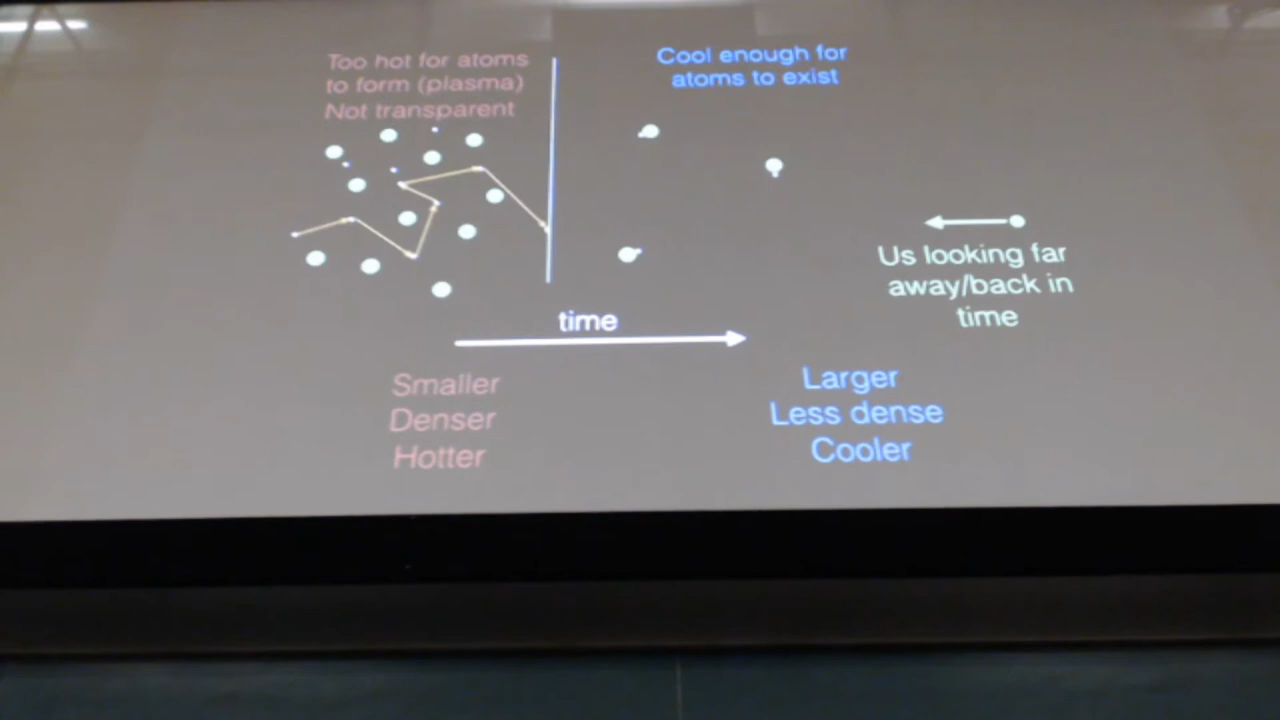 Too hot for atoms
to form (plasma)
Not transparent
Cool enough for
atoms to exist
Us looking far
away/back in
time
time
Smaller
Denser
Hotter
Larger
Less dense
Cooler